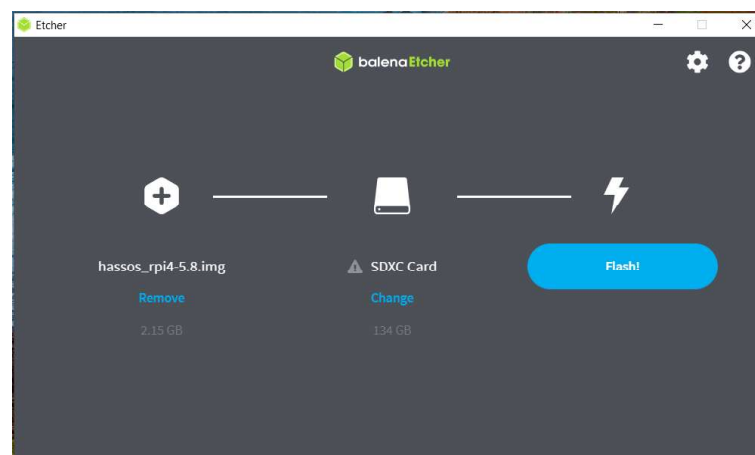 Etcher
balenaEtcher
hassos_rpi4-5.8.img
SDXC Card
Flash!
Remove
Change
2.15 GB
134 GB